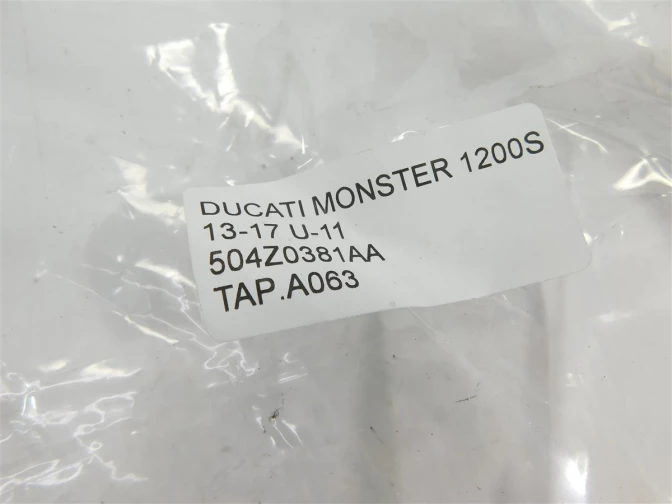 DUCATI MONSTER 1200S
13-17 U-11
504Z0381AA
TAP.A063